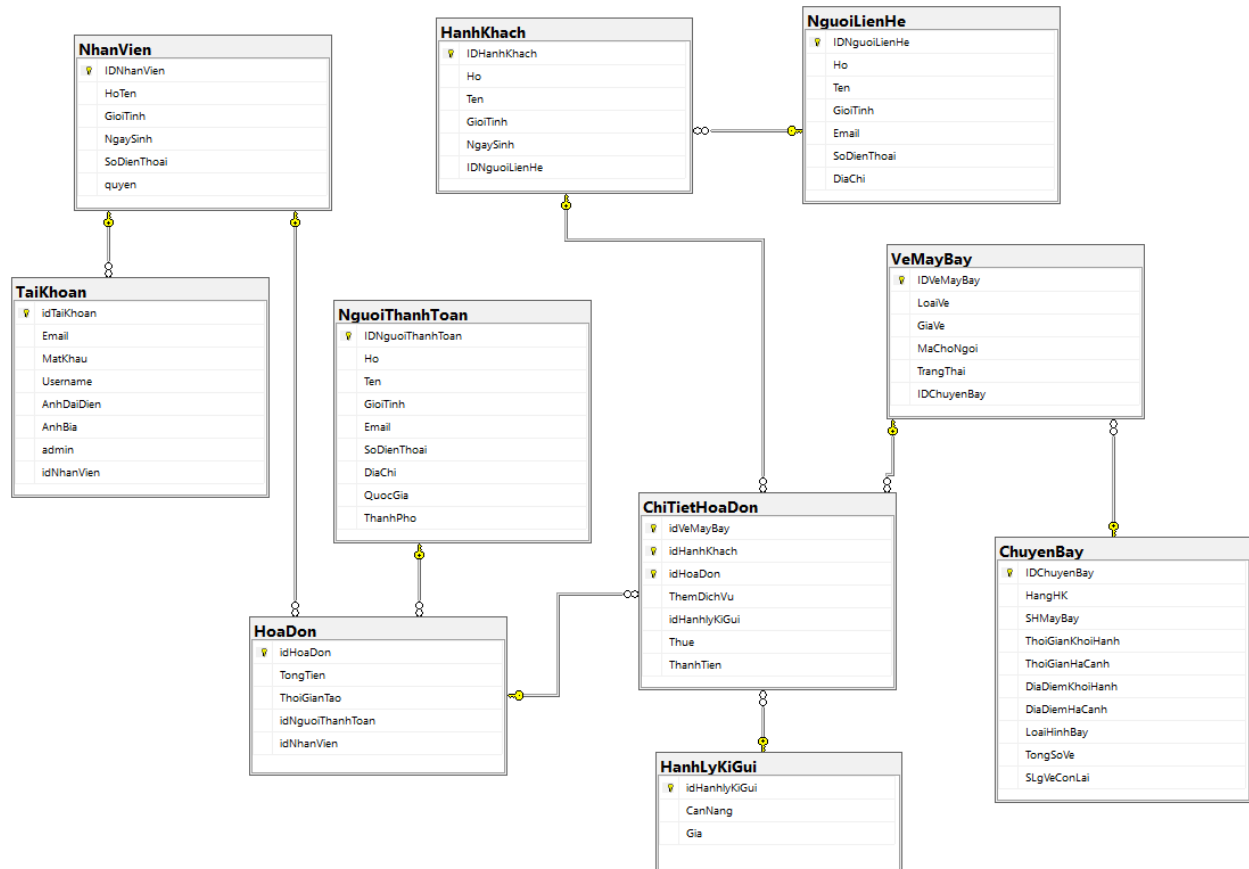 NhanVien
IDNhanVien
HoTen
GioiTinh
NgaySinh
SoDienThoai
quyen
HanhKhach
IDHanhKhach
Ho
Ten
GioiTinh
NgaySinh
IDNguoiLienHe
NguoiLienHe
IDNguoiLienHe
Ho
Ten
GioiTinh
Email
SoDienThoai
DiaChi
TaiKhoan
idTaiKhoan
Email
MatKhau
Username
AnhDaiDien
AnhBia
admin
idNhanVien
NguoiThanhToan
IDNguoiThanhToan
Ho
Ten
GioiTinh
Email
SoDienThoai
DiaChi
QuocGia
ThanhPho
VeMayBay
IDVeMayBay
LoaiVe
GiaVe
MaChoNgoi
TrangThai
IDChuyenBay
ChiTietHoaDon
idVeMayBay
idHanhKhach
idHoaDon
ThemDichVu
idHanhlyKiGui
Thue
ThanhTien
ChuyenBay
IDChuyenBay
HangHK
SHMayBay
ThoiGianKhoiHanh
ThoiGianHaCanh
DiaDiemKhoiHanh
DiaDiemHaCanh
LoaiHinhBay
TongSoVe
SLgVeConLai
HoaDon
idHoaDon
TongTien
ThoiGianTao
idNguoiThanhToan
idNhanVien
HanhLyKiGui
idHanhlyKiGui
CanNang
Gia